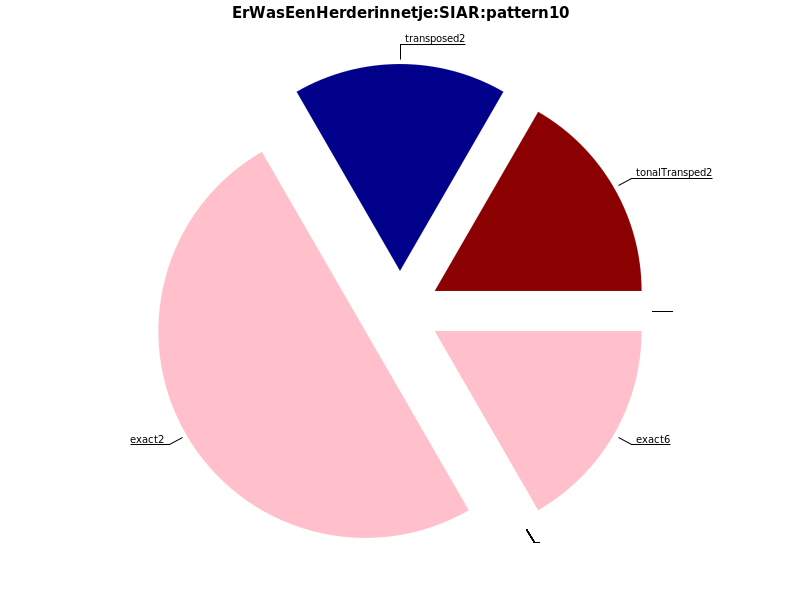 ErWasEenHerderinnetje:SIAR:pattern10
transposed2
tonalTransped2
exact2
exact6